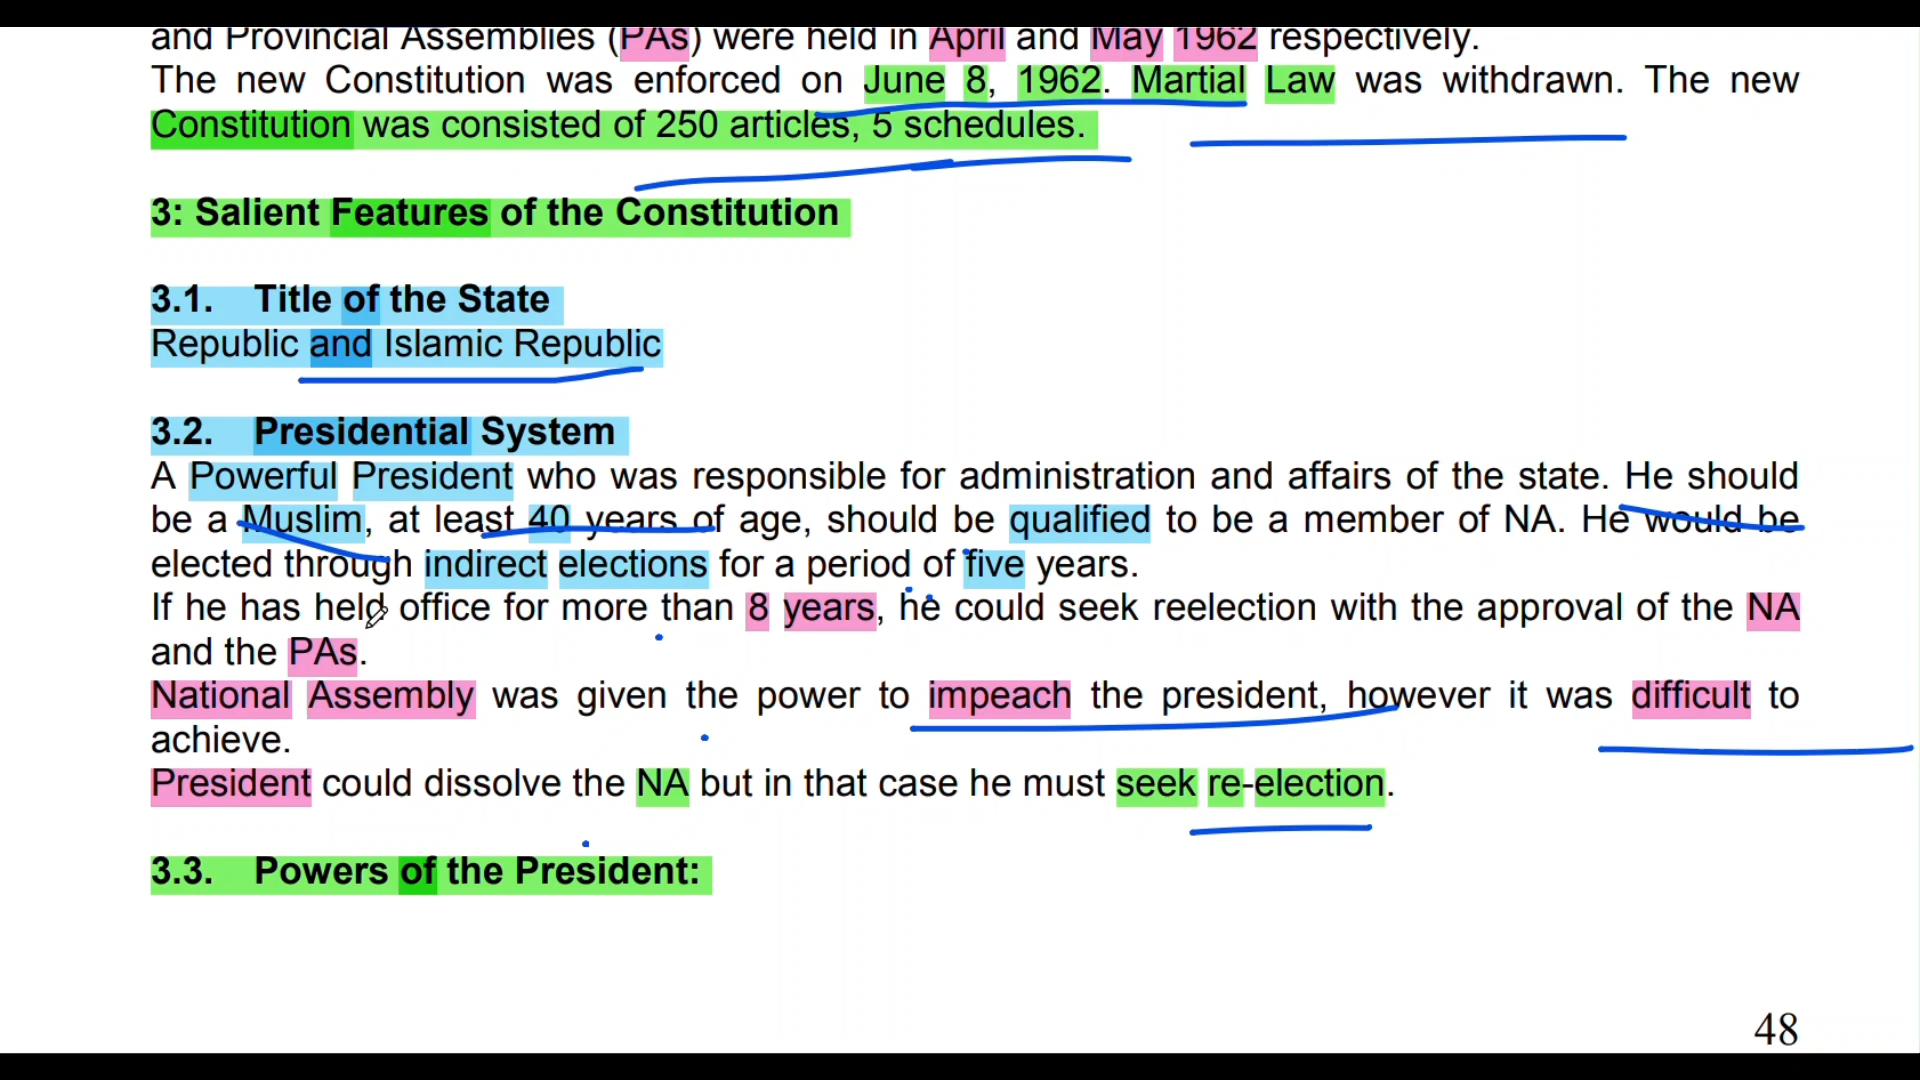 and Provincial Assemblies (PAs) were held in April and May 1962 respectively.
The new Constitution was enforced on June 8, 1962. Martial Law was withdrawn. The new
Constitution was consisted of 250 articles, 5 schedules.
3: Salient Features of the Constitution
3.1. Title of the State
Republic and Islamic Republic
3.2. Presidential System
A Powerful President who was responsible for administration and affairs of the state. He should
be a Muslim, at least 40 years of age, should be qualified to be a member of NA. He would be
elected through indirect elections for a period of five years.
If he has held office for more than 8 years, he could seek reelection with the approval of the NA
and the PAs.
National Assembly was given the power to impeach the president, however it was difficult to
achieve.
President could dissolve the NA but in that case he must seek re-election.
3.3. Powers of the President:
48